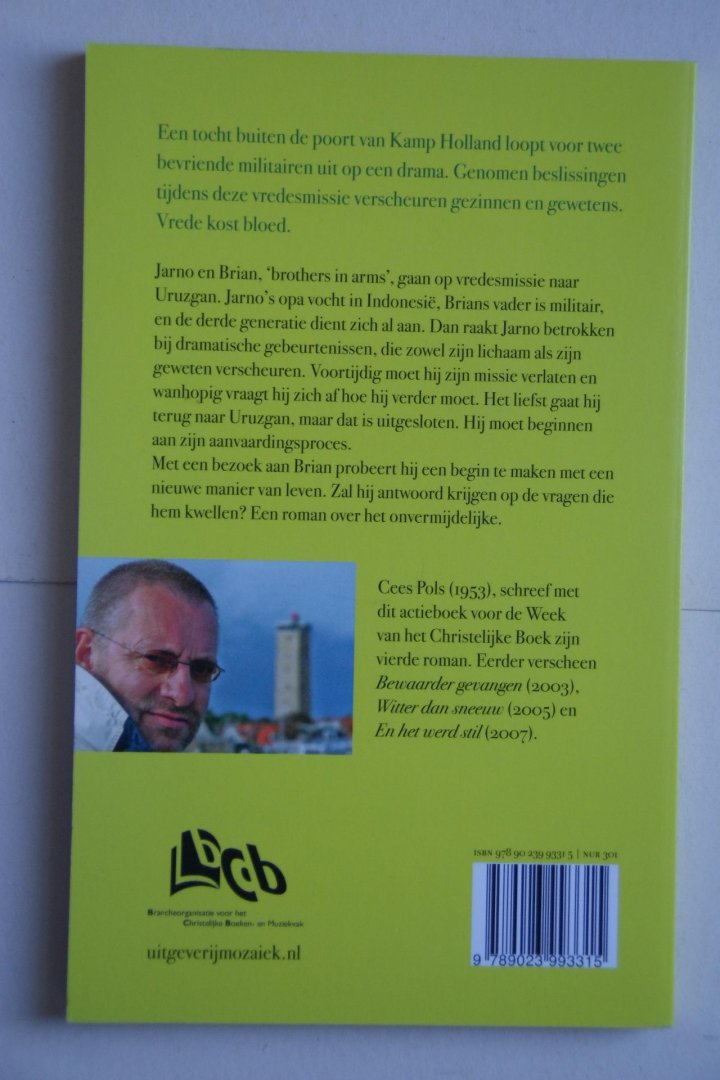 Een tocht buiten de poort van Kamp Holland loopt voor twee
bevriende militairen uit op een drama. Genomen beslissingen
tijdens deze vredesmissie verscheuren gezinnen en gewetens.
Vrede kost bloed.
Jarno en Brian, ‘brothers in arms’, gaan op vredesmissie naar
Uruzgan. Jarno’s opa vocht in Indonesië, Brians vader is militair,
en de derde generatie dient zich al aan. Dan raakt Jarno betrokken
bij dramatische gebeurtenissen, die zowel zijn lichaam als zijn
geweten verscheuren. Voortijdig moet hij zijn missie verlaten en
wanhopig vraagt hij zich af hoe hij verder moet. Het liefst gaat hij
terug naar Uruzgan, maar dat is uitgesloten. Hij moet beginnen
aan zijn aanvaardingsproces.
Met een bezoek aan Brian probeert hij een begin te maken met een
nieuwe manier van leven. Zal hij antwoord krijgen op de vragen die
hem kwellen? Een roman over het onvermijdelijke.
Cees Pols (1953), schreef met
dit actieboek voor de Week
van het Christelijke Boek zijn
vierde roman. Eerder verscheen
Bewaarder gevangen (2003),
Witter dan sneeuw (2005) en
En het werd stil (2007).
bcb
Brancheorganisatie voor het
Christelijke Boeken- en Muziekvak
uitgeverijmozaiek.nl
ISBN 978 90 239 9331 5 | NUR 301
9 789023 993315